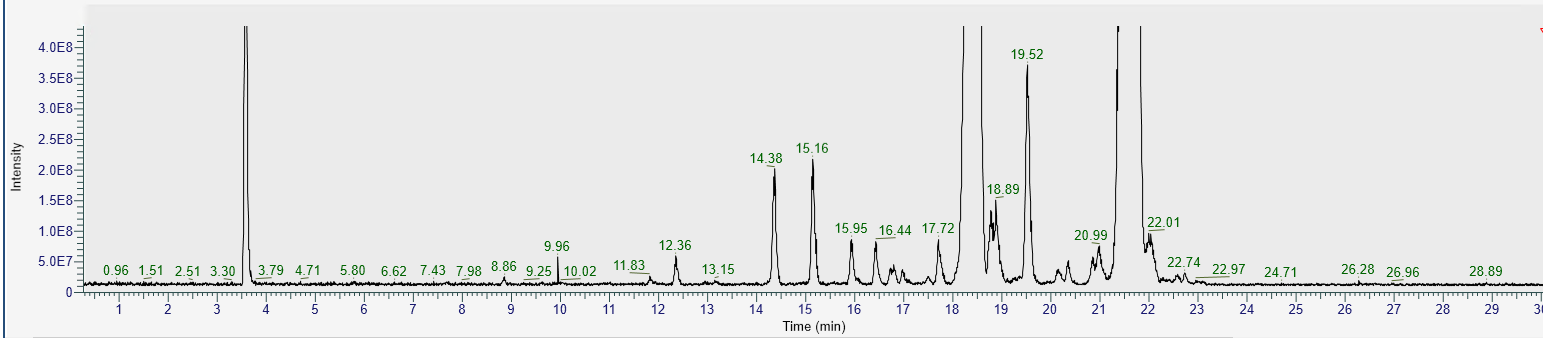 4.0E8
3.5E8
3.0E8
2.5E8
2.0E8
1.5E8
1.0E8
5.0E7
0
Intensity
0.96 1.51 2.51 3.30 3.79 4.71 5.80 6.62 7.43 7.98 8.86 9.25 9.96 10.02 11.83 12.36 13.15 14.38 15.16 15.95 16.44 17.72 18.89 19.52 20.99 22.01 22.74 22.97 24.71 26.28 26.96 28.89
1 2 3 4 5 6 7 8 9 10 11 12 13 14 15 16 17 18 19 20 21 22 23 24 25 26 27 28 29
Time (min)